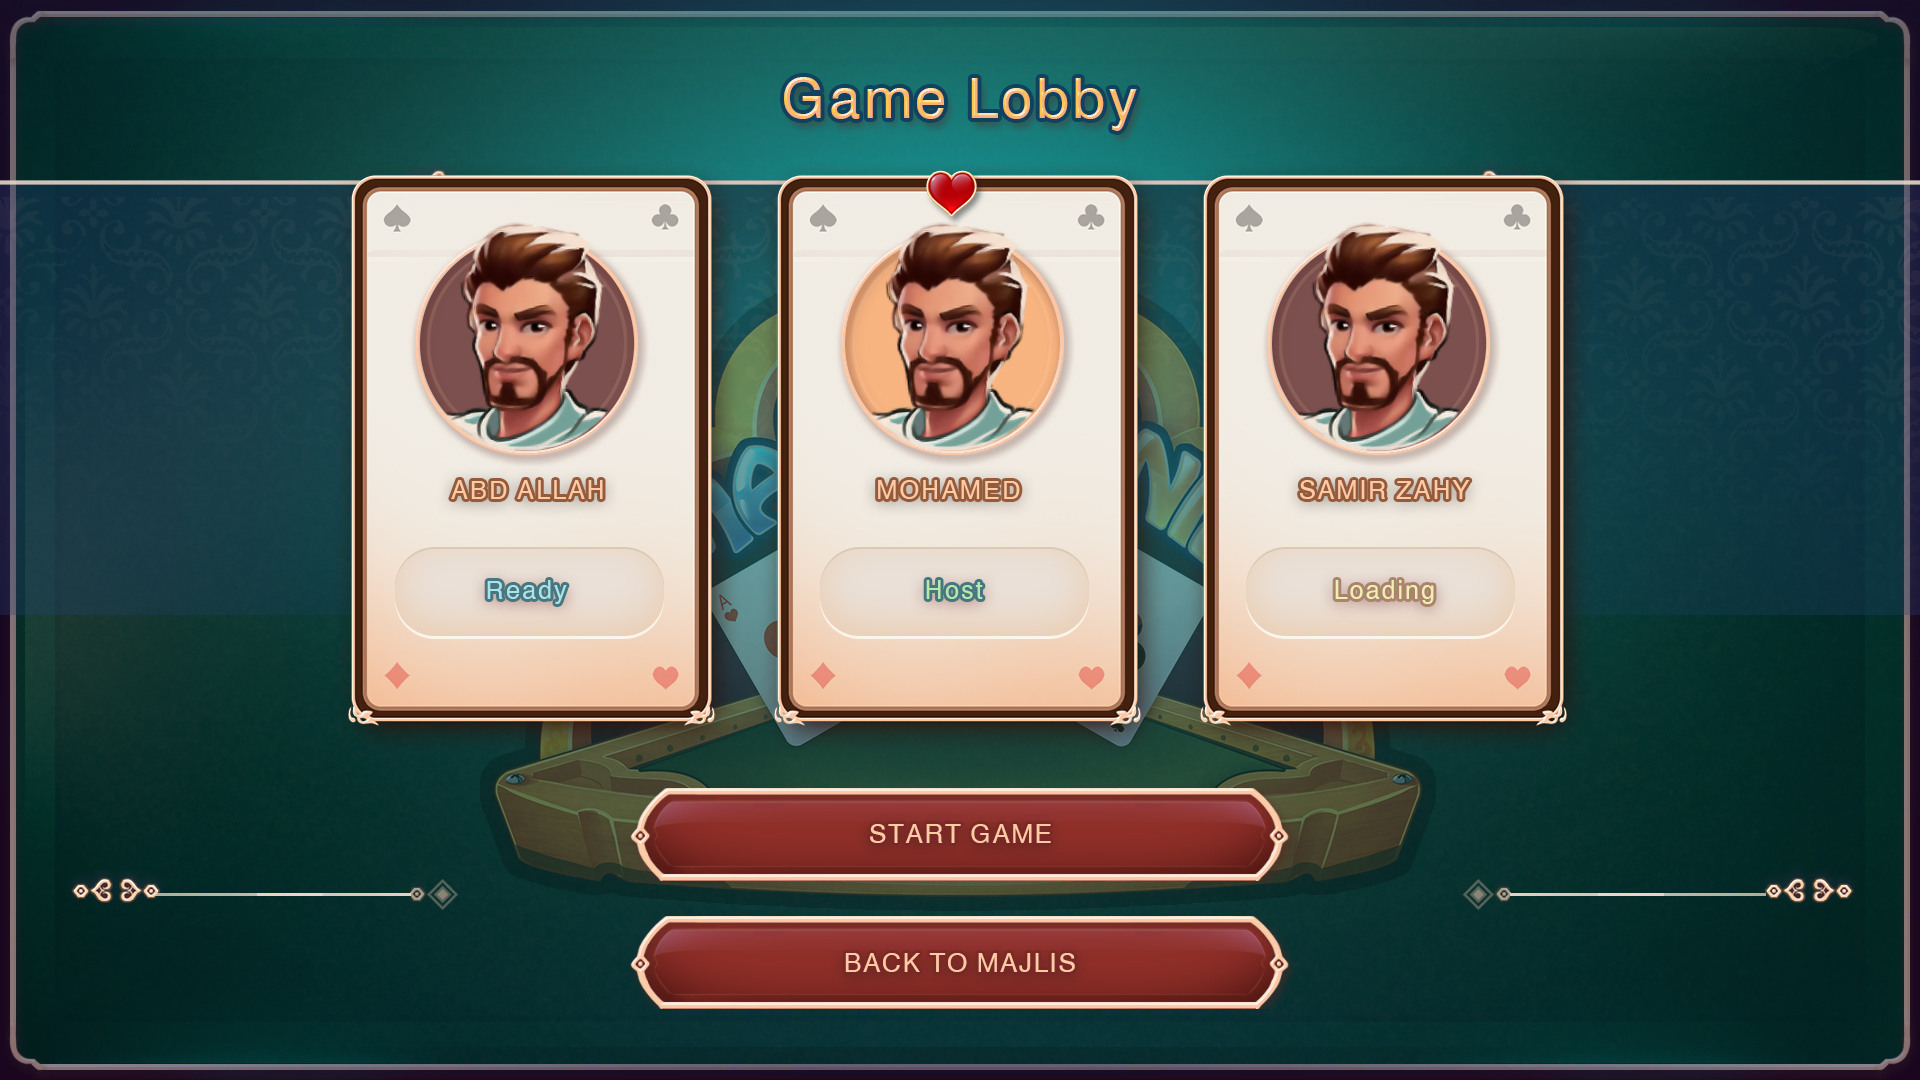 Game Lobby
ABD ALLAH
MOHAMED
SAMIR ZAHY
Ready
Host
Loading
A
START GAME
BACK TO MAJLIS